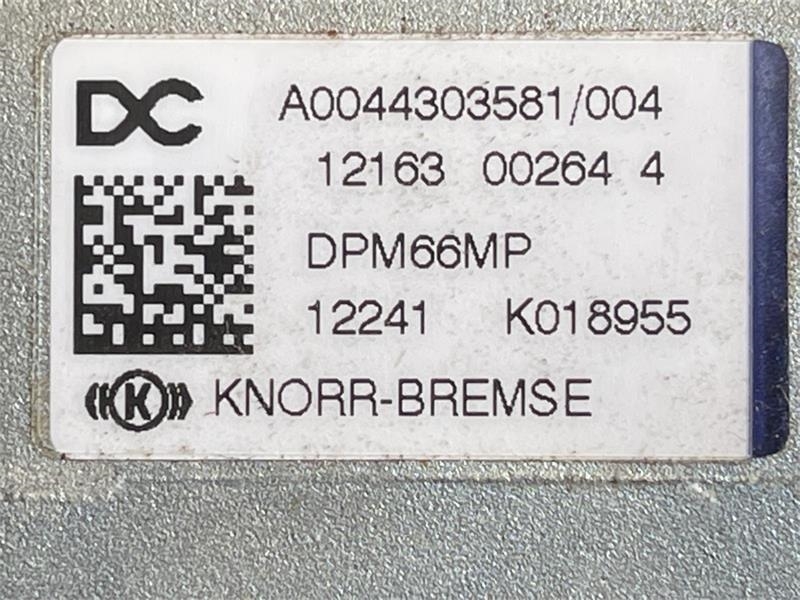 DC
A0044303581/004
12163 00264 4
DPM66MP
12241 K018955
K KNORR-BREMSE